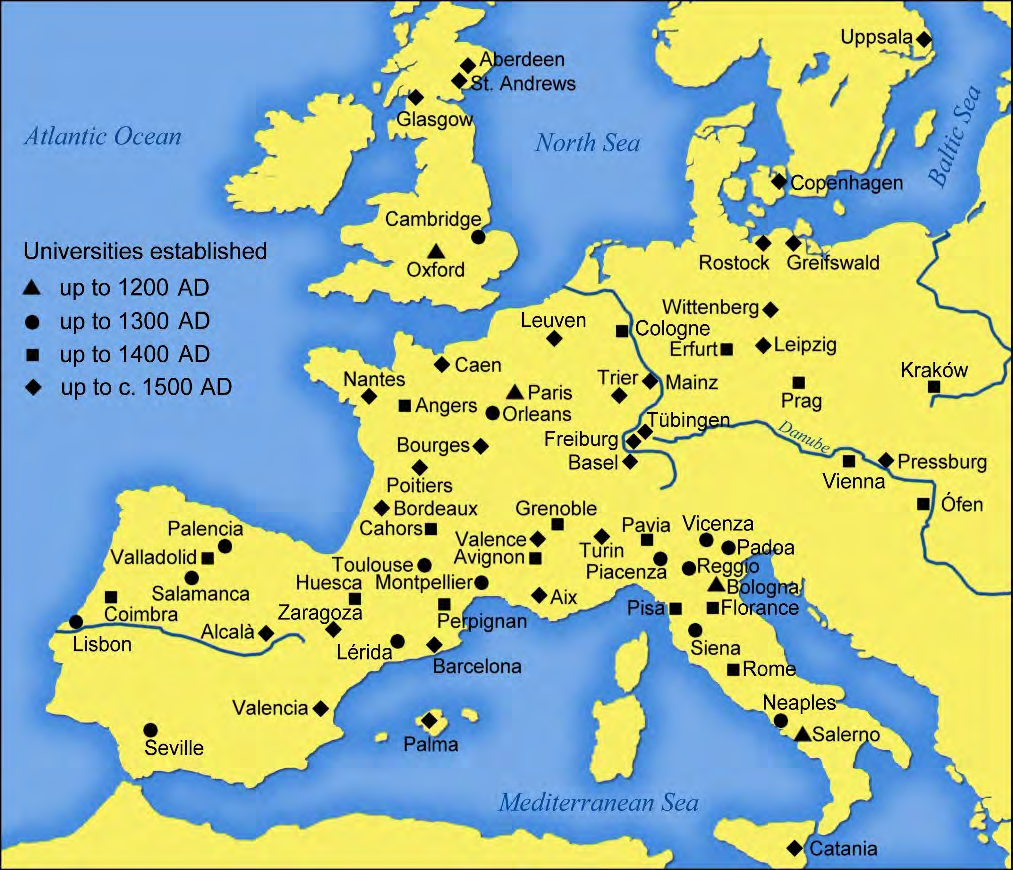 Uppsala
Aberdeen
St. Andrews
Glasgow
Atlantic Ocean
North Sea
Baltic Sea
Copenhagen
Cambridge
Oxford
Universities established
up to 1200 AD
up to 1300 AD
up to 1400 AD
up to c. 1500 AD
Rostock
Greifswald
Wittenberg
Leuven
Cologne
Erfurt
Leipzig
Caen
Nantes
Angers
Paris
Orleans
Trier
Mainz
Prag
Kraków
Tübingen
Freiburg
Basel
Danube
Bourges
Poitiers
Vienna
Pressburg
Ófen
Bordeaux
Cahors
Grenoble
Valence
Avignon
Turin
Pavia
Vicenza
Padoa
Piacenza
Reggio
Bologna
Palencia
Valladolid
Salamanca
Coimbra
Lisbon
Toulouse
Montpellier
Huesca
Zaragoza
Aix
Perpignan
Pisa
Florance
Alcalà
Lérida
Barcelona
Siena
Rome
Valencia
Palma
Seville
Neaples
Salerno
Mediterranean Sea
Catania